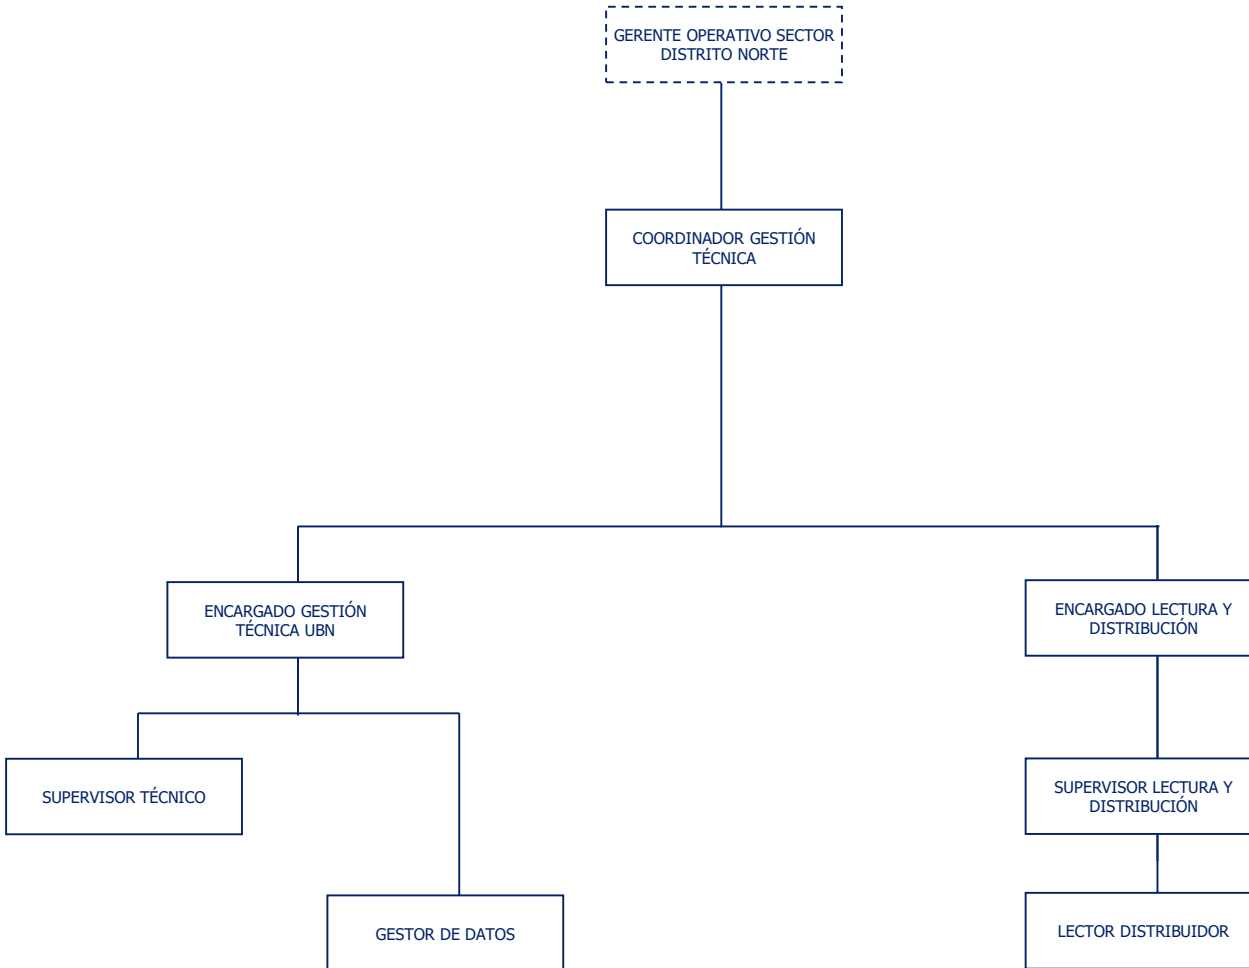 GERENTE OPERATIVO SECTOR
DISTRITO NORTE
COORDINADOR GESTIÓN
TÉCNICA
ENCARGADO GESTIÓN
TÉCNICA UBN
ENCARGADO LECTURA Y
DISTRIBUCIÓN
SUPERVISOR TÉCNICO
SUPERVISOR LECTURA Y
DISTRIBUCIÓN
GESTOR DE DATOS
LECTOR DISTRIBUIDOR